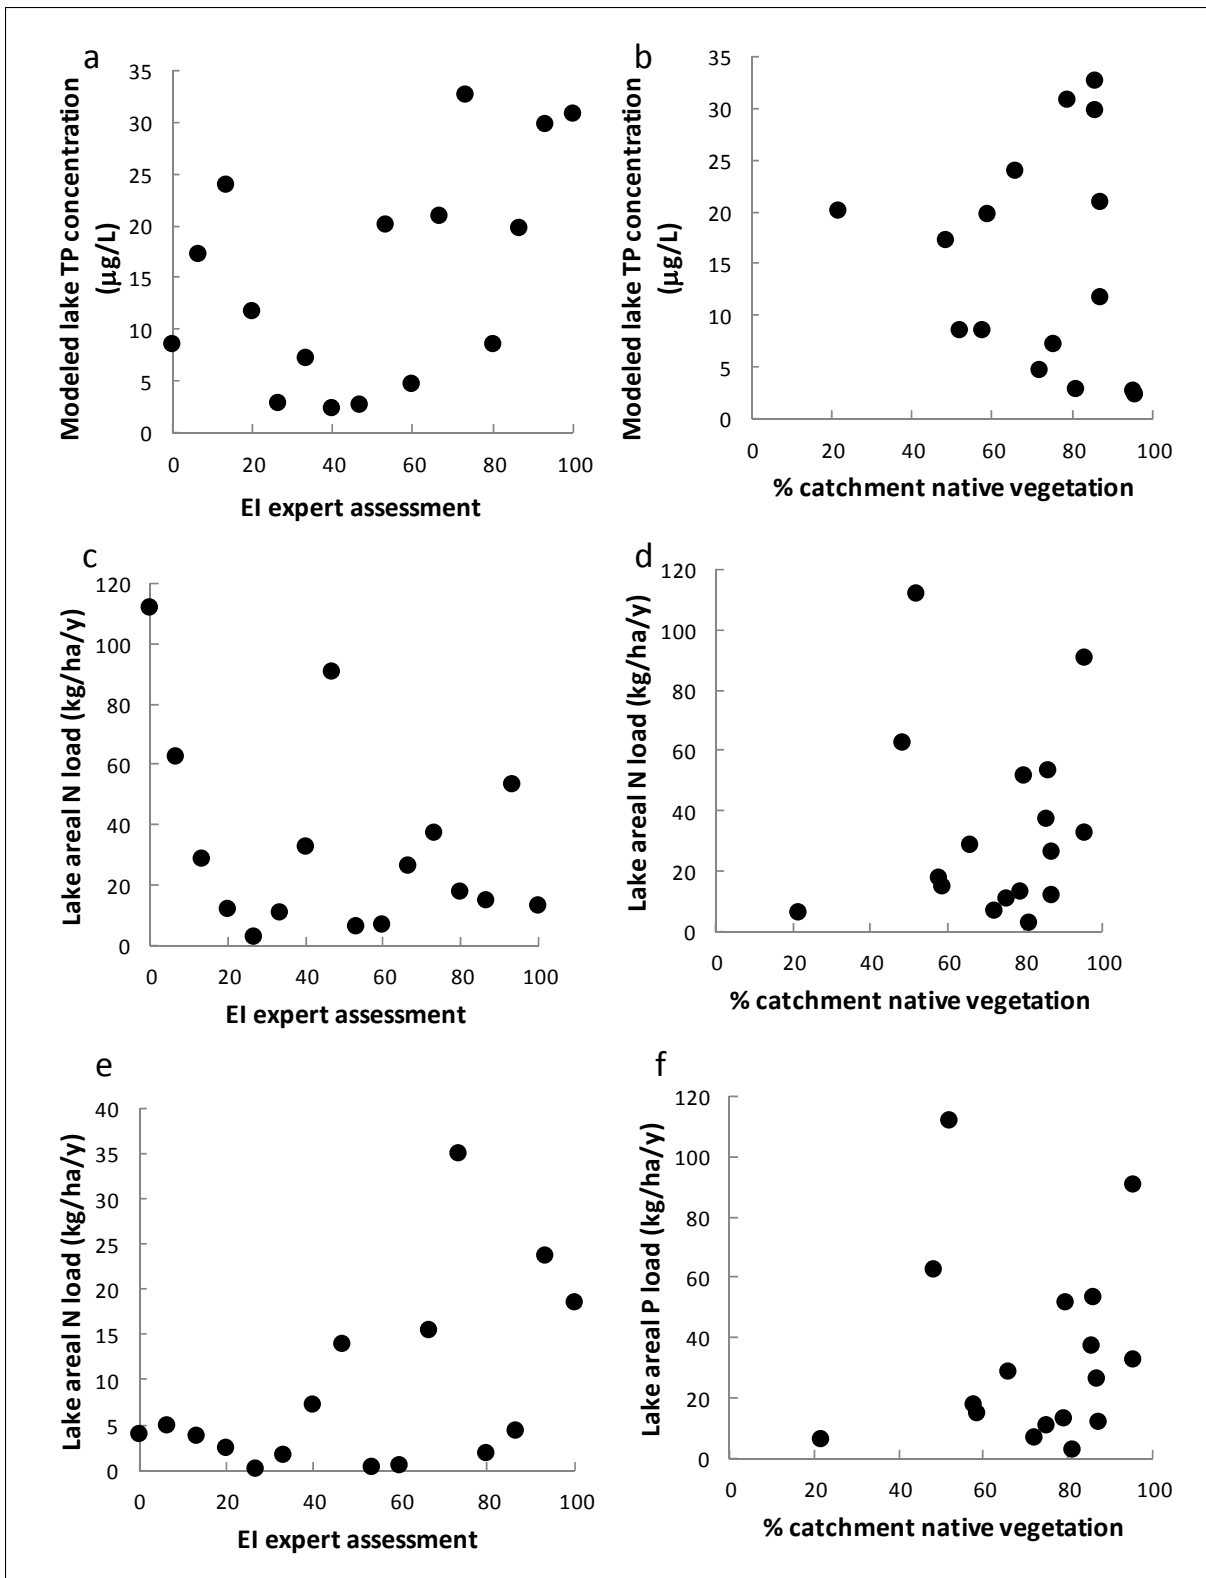 a
Modeled lake TP concentration
(µg/L)
35
30
25
20
15
10
5
0
0 20 40 60 80 100
EI expert assessment
b
Modeled lake TP concentration
(µg/L)
35
30
25
20
15
10
5
0
0 20 40 60 80 100
% catchment native vegetation
c
Lake areal N load (kg/ha/y)
120
100
80
60
40
20
0
0 20 40 60 80 100
EI expert assessment
d
Lake areal N load (kg/ha/y)
120
100
80
60
40
20
0
0 20 40 60 80 100
% catchment native vegetation
e
Lake areal N load (kg/ha/y)
40
35
30
25
20
15
10
5
0
0 20 40 60 80 100
EI expert assessment
f
Lake areal P load (kg/ha/y)
120
100
80
60
40
20
0
0 20 40 60 80 100
% catchment native vegetation